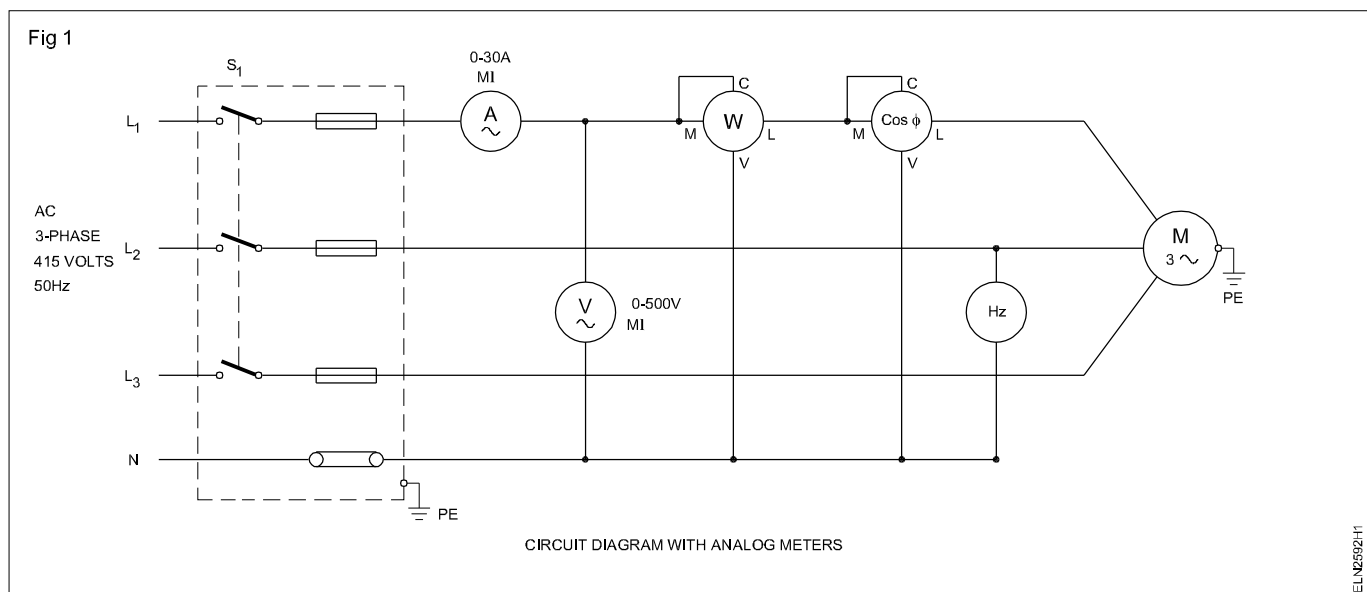 Fig 1
S1
0-30A
MI
L1
A
C
M
W
L
V
C
M
Cos ϕ
L
V
AC
3-PHASE
415 VOLTS
50Hz
L2
M
3
PE
V
0-500V
MI
Hz
L3
N
PE
CIRCUIT DIAGRAM WITH ANALOG METERS
ELN2592H1